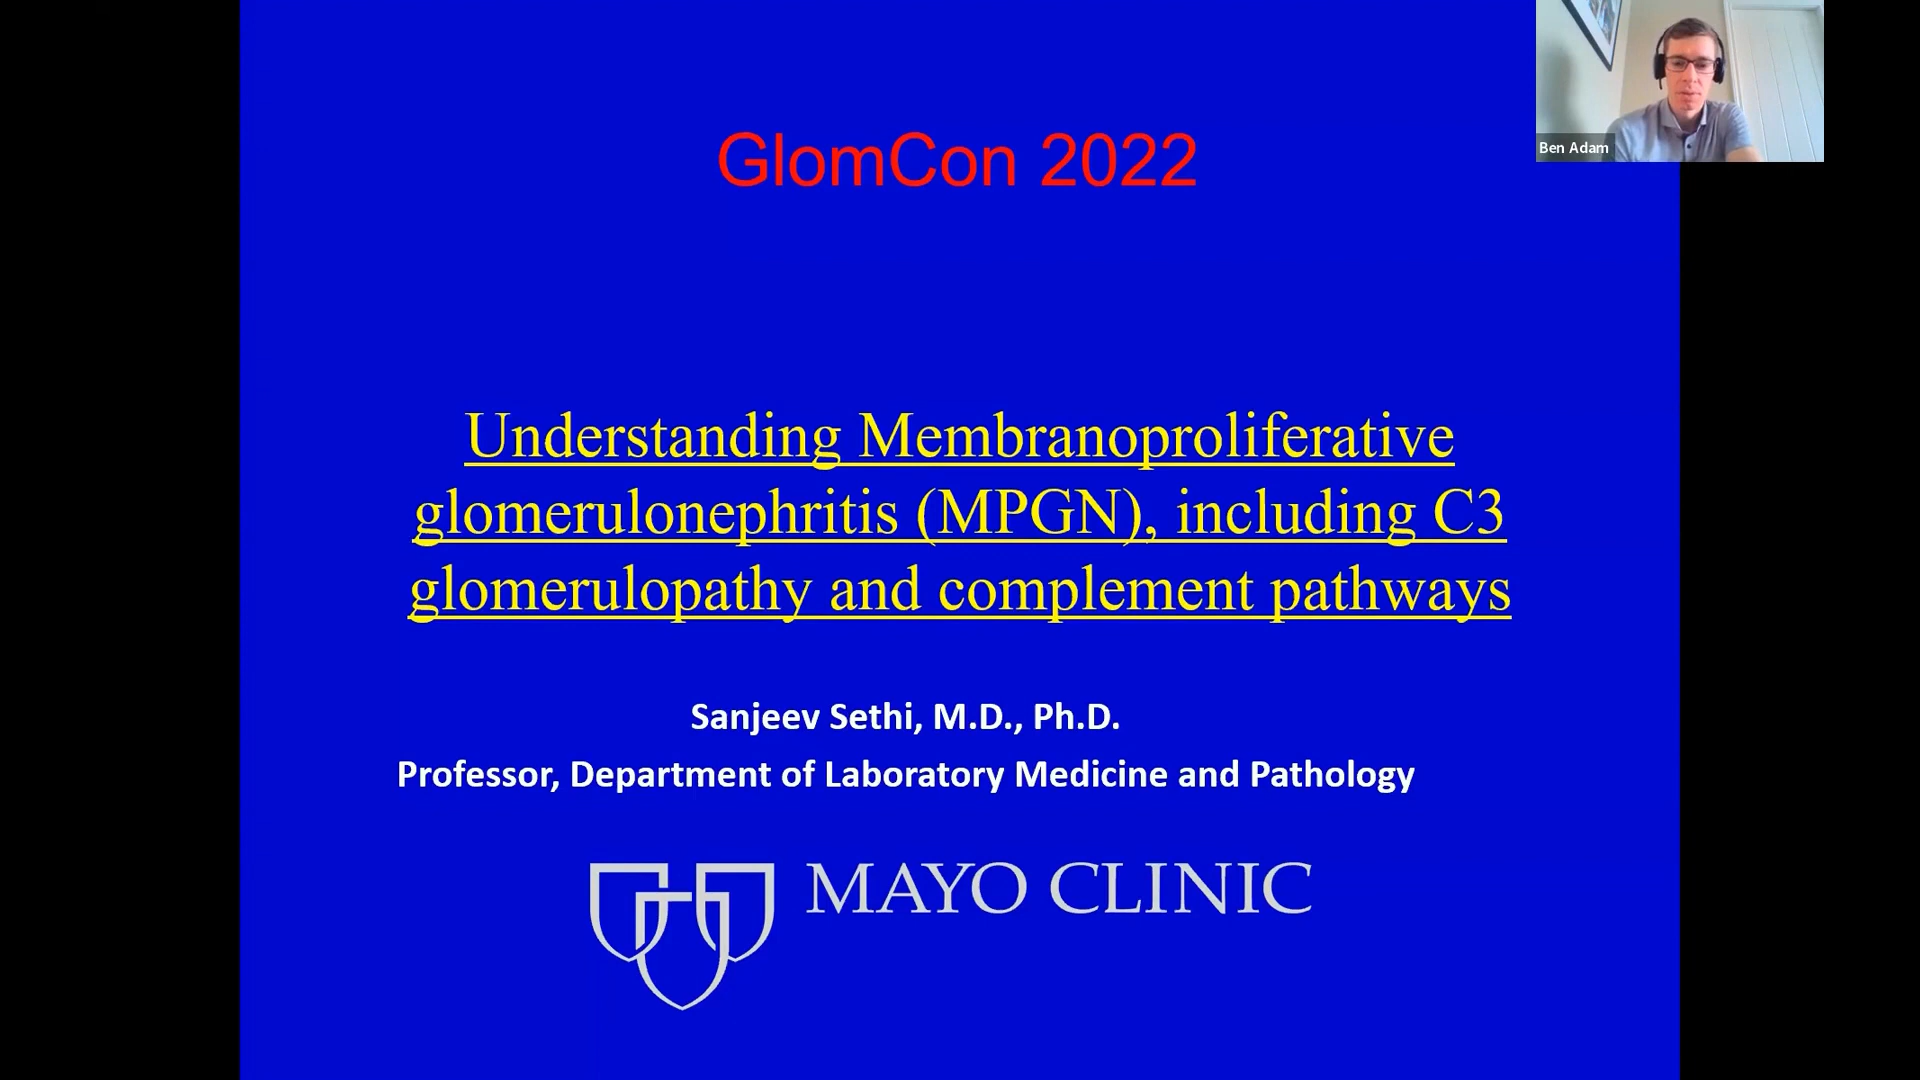 GlomCon 2022
Ben Adam
Understanding Membranoproliferative
glomerulonephritis (MPGN), including C3
glomerulopathy and complement pathways
Sanjeev Sethi, M.D., Ph.D.
Professor, Department of Laboratory Medicine and Pathology
MAYO CLINIC